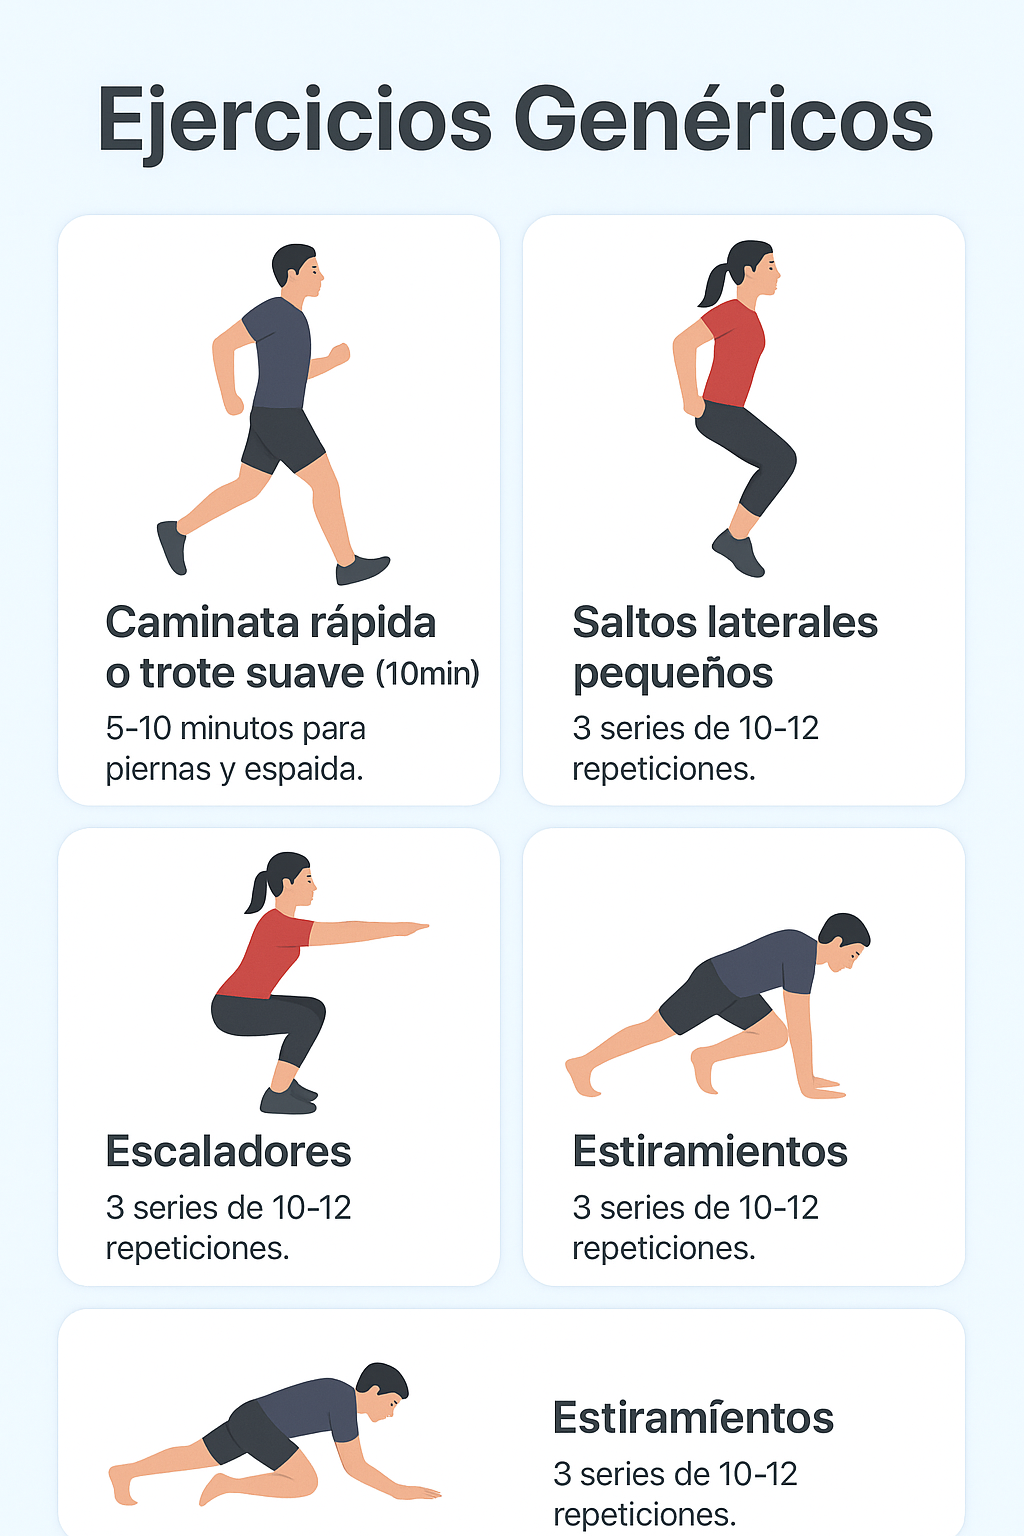 Ejercicios Genéricos
Caminata rápida
o trote suave (10min)
5-10 minutos para
piernas y espaida.
Saltos laterales
pequeños
3 series de 10-12
repeticiones.
Escaladores
3 series de 10-12
repeticiones.
Estiramientos
3 series de 10-12
repeticiones.
Estiramíentos
3 series de 10-12
repeticiones.